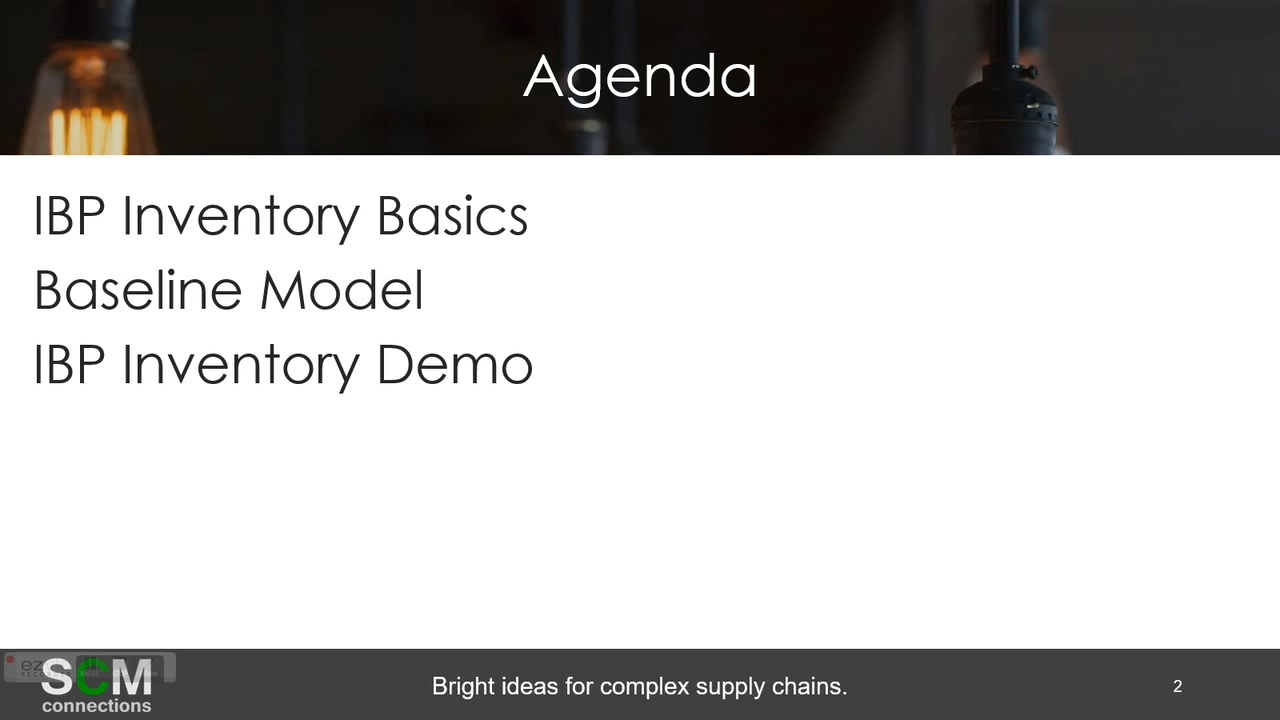 Agenda
IBP Inventory Basics
Baseline Model
IBP Inventory Demo
SCM
connections
Bright ideas for complex supply chains.
2